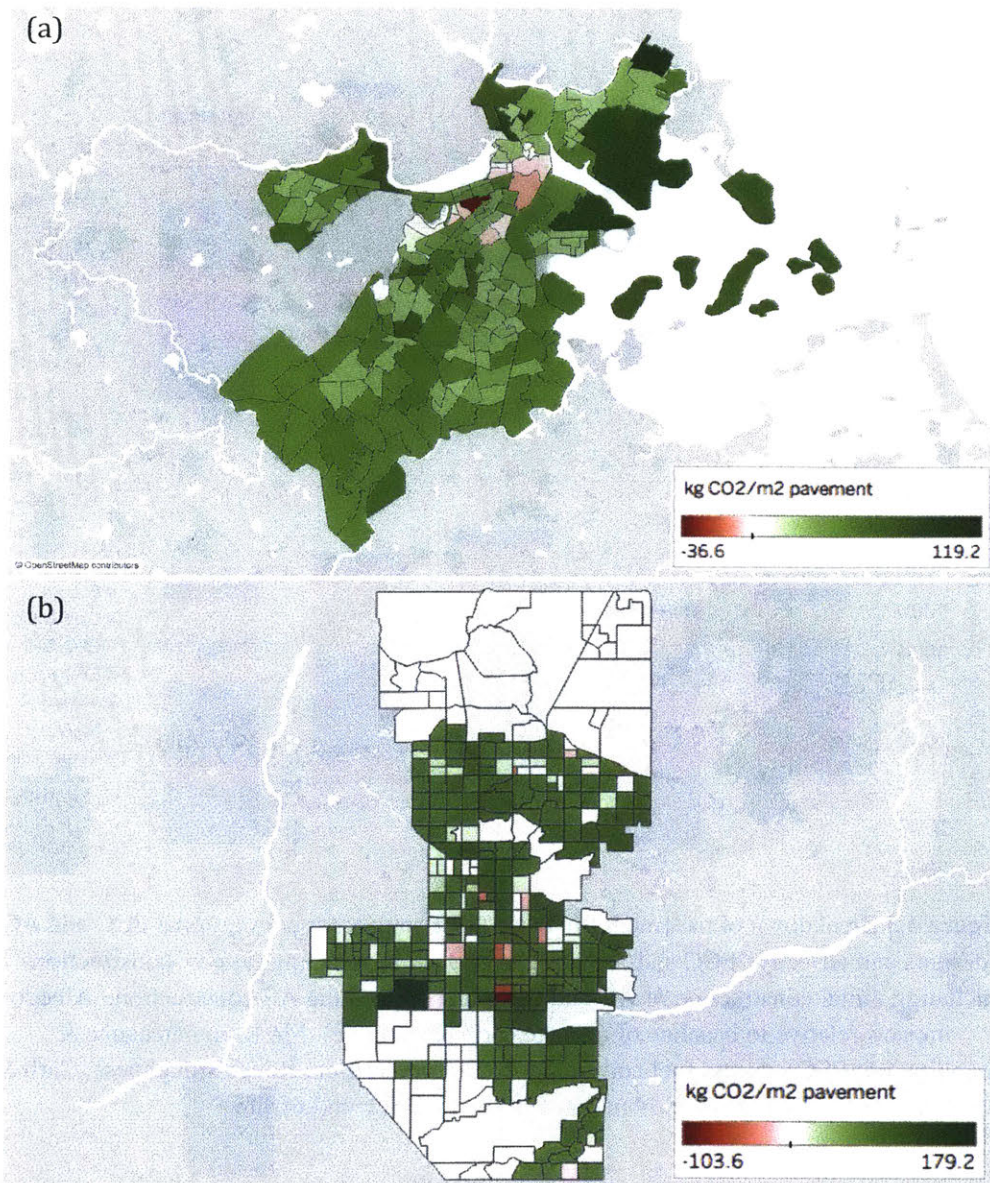 (a)
kg CO2/m2 pavement
-36.6 119.2
© OpenStreetMap contributors
(b)
kg CO2/m2 pavement
-103.6 179.2